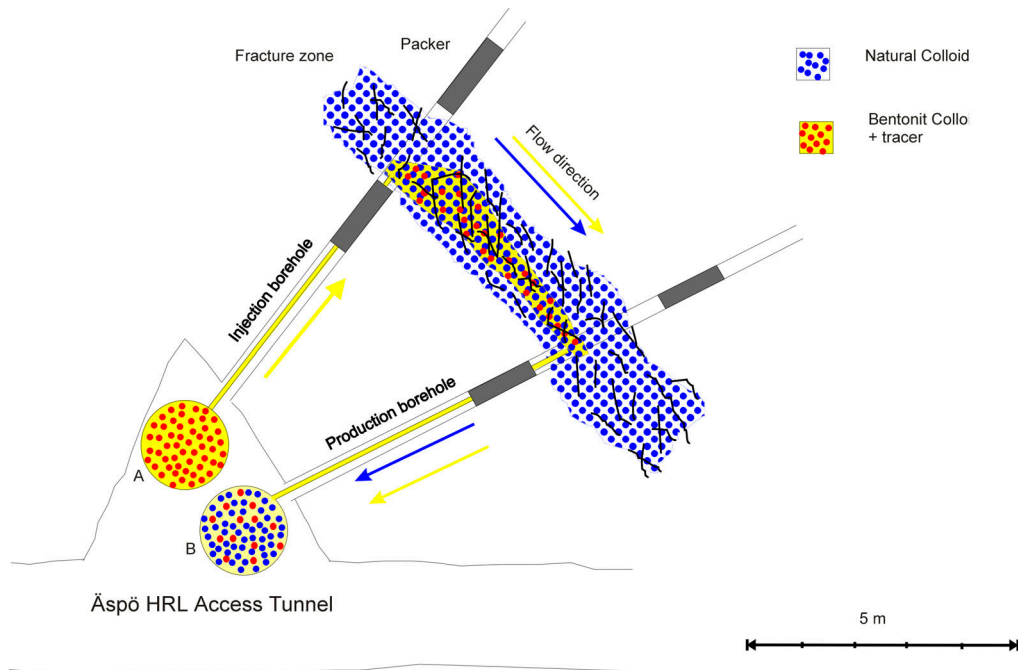 Packer
Fracture zone
Natural Colloid
Bentonit Collo
+ tracer
Flow direction
Injection borehole
Production borehole
A
B
Äspö HRL Access Tunnel
5 m